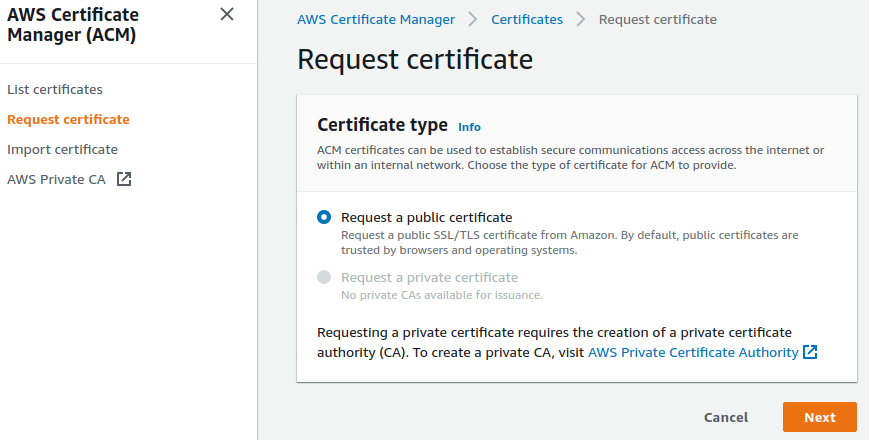 AWS Certificate
Manager (ACM)
List certificates
Request certificate
Import certificate
AWS Private CA
AWS Certificate Manager > Certificates > Request certificate
Request certificate
Certificate type Info
ACM certificates can be used to establish secure communications access across the internet or
within an internal network. Choose the type of certificate for ACM to provide.
Request a public certificate
Request a public SSL/TLS certificate from Amazon. By default, public certificates are
trusted by browsers and operating systems.
Request a private certificate
No private CAs available for issuance.
Requesting a private certificate requires the creation of a private certificate
authority (CA). To create a private CA, visit AWS Private Certificate Authority
Cancel Next